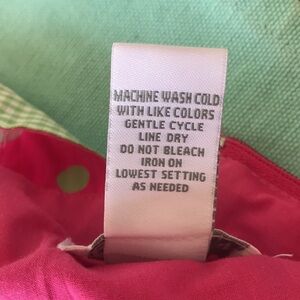 MACHINE WASH COLD
WITH LIKE COLORS
GENTLE CYCLE
LINE DRY
DO NOT BLEACH
IRON ON
LOWEST SETTING
AS NEEDED